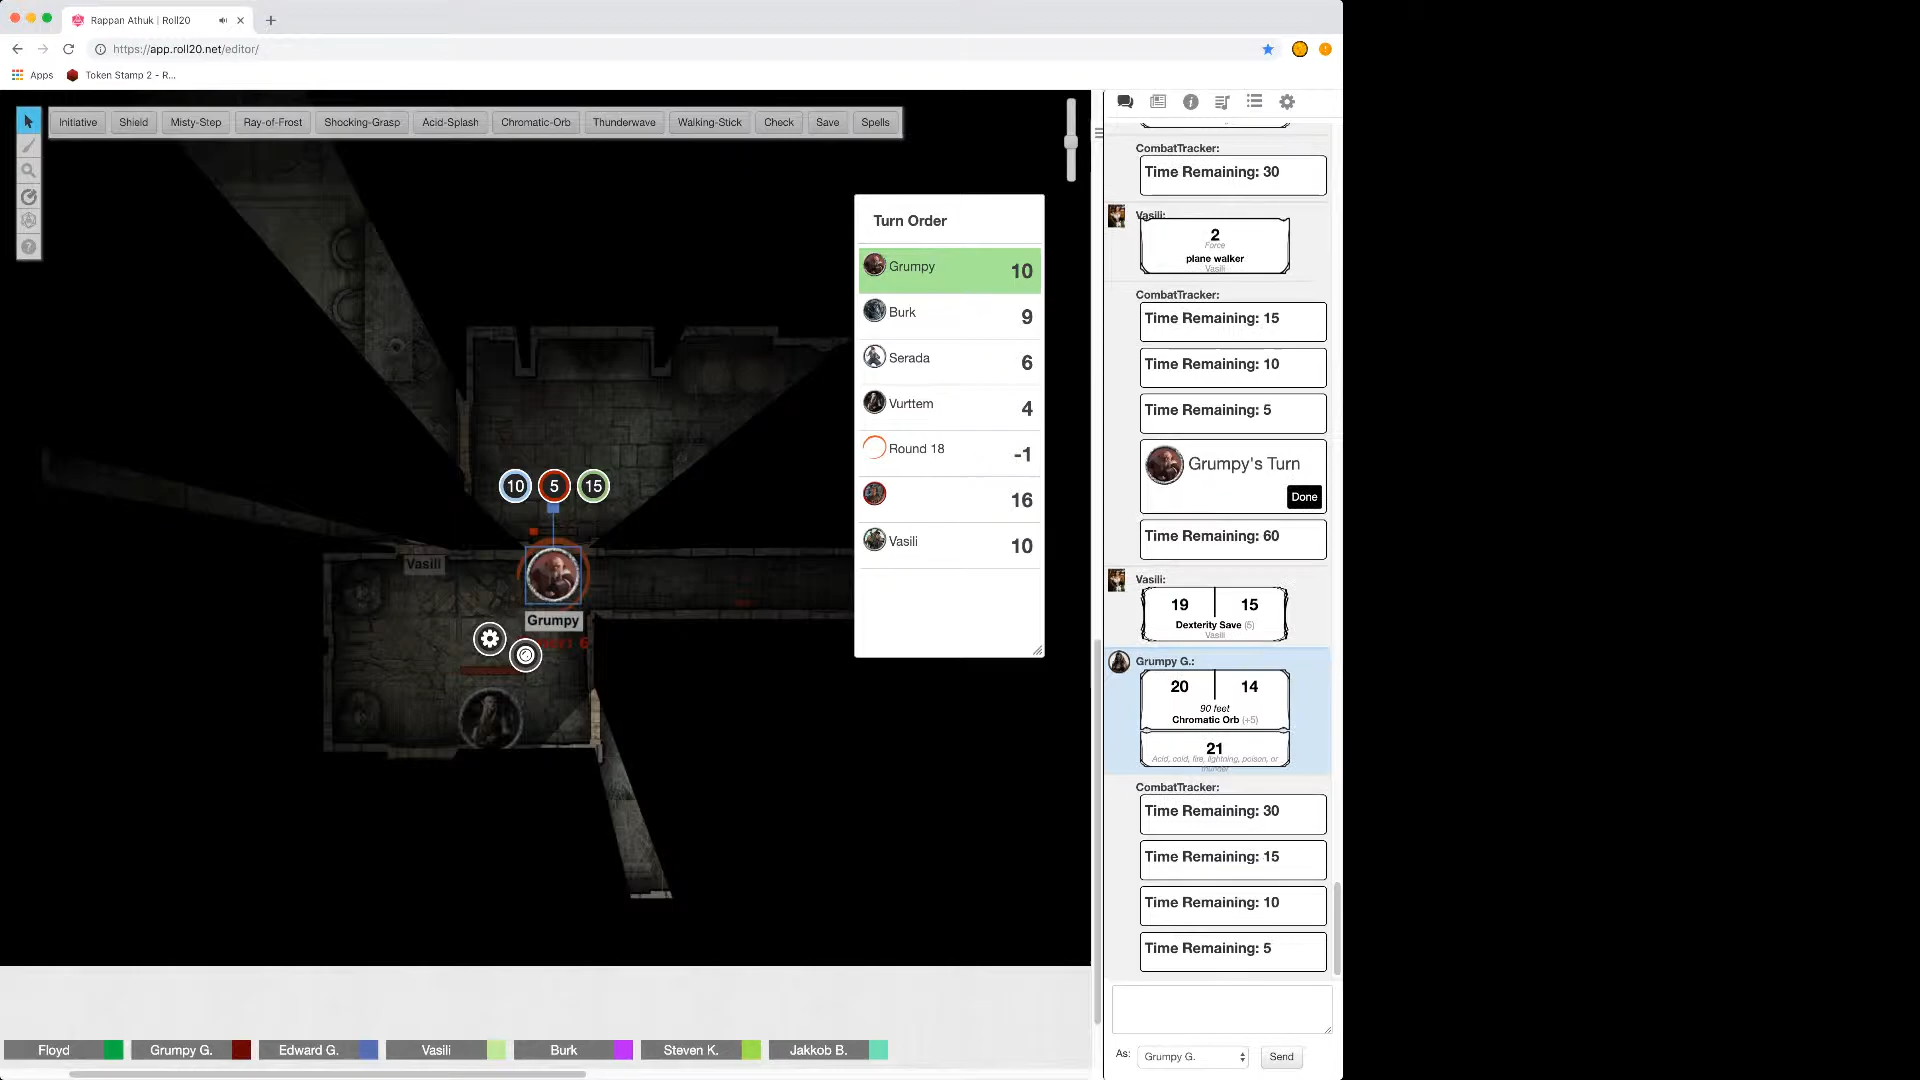 Rappan Athuk | Roll20
https://app.roll20.net/editor/
Apps
Token Stamp 2 - R...
Initiative
Shield
Misty-Step
Ray-of-Frost
Shocking-Grasp
Acid-Splash
Chromatic-Orb
Thunderwave
Walking-Stick
Check
Save
Spells
Turn Order
Grumpy 10
Burk 9
Serada 6
Vurttem 4
Round 18 -1
16
Vasili 10
10 5 15
Vasili
Grumpy
: 6
CombatTracker:
Time Remaining: 30
Vasili:
2
Force
plane walker
Vasili
CombatTracker:
Time Remaining: 15
Time Remaining: 10
Time Remaining: 5
Grumpy's Turn
Done
Time Remaining: 60
Vasili:
19 15
Dexterity Save (5)
Vasili
Grumpy G.:
20 14
90 feet
Chromatic Orb (+5)
21
Acid, cold, fire, lightning, poison, or
thunder
CombatTracker:
Time Remaining: 30
Time Remaining: 15
Time Remaining: 10
Time Remaining: 5
As:
Grumpy G.
Send
Floyd
Grumpy G.
Edward G.
Vasili
Burk
Steven K.
Jakkob B.